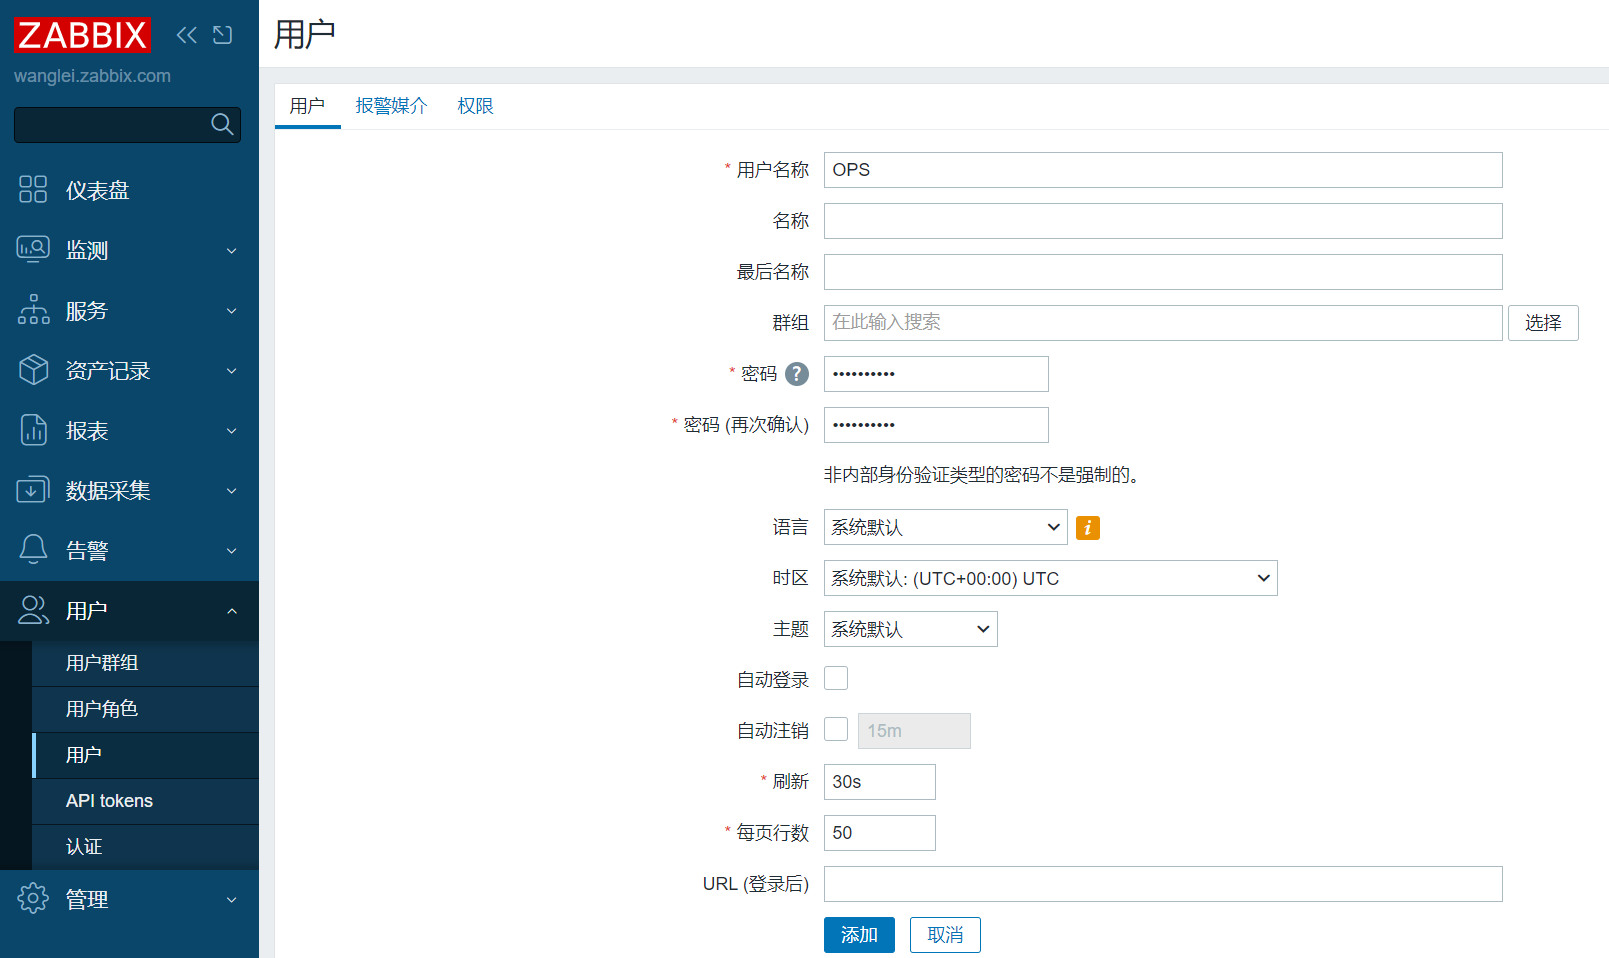 ZABBIX
wanglei.zabbix.com
仪表盘
监测
服务
资产记录
报表
数据采集
告警
用户
用户群组
用户角色
用户
API tokens
认证
管理
用户
用户 报警媒介 权限
* 用户名称 OPS
名称
最后名称
群组 在此输入搜索 选择
* 密码 ? ••••••••••
* 密码 (再次确认) ••••••••••
非内部身份验证类型的密码不是强制的。
语言 系统默认 i
时区 系统默认: (UTC+00:00) UTC
主题 系统默认
自动登录
自动注销 15m
* 刷新 30s
* 每页行数 50
URL (登录后)
添加 取消